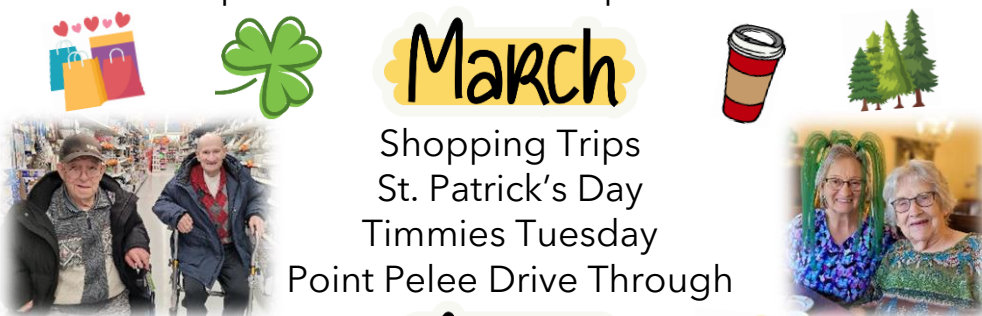 March
Shopping Trips
St. Patrick's Day
Timmies Tuesday
Point Pelee Drive Through